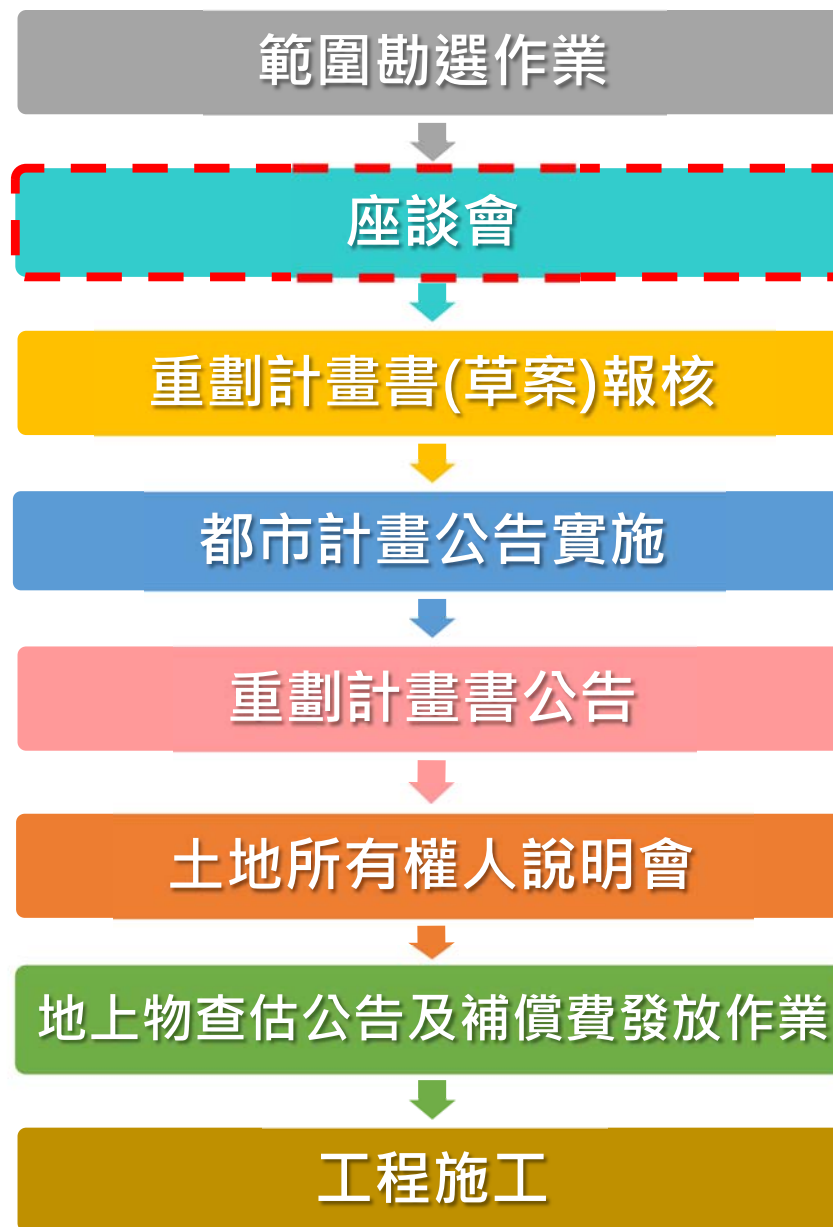 範圍勘選作業
座談會
重劃計畫書(草案)報核
都市計畫公告實施
重劃計畫書公告
土地所有權人說明會
地上物查估公告及補償費發放作業
工程施工